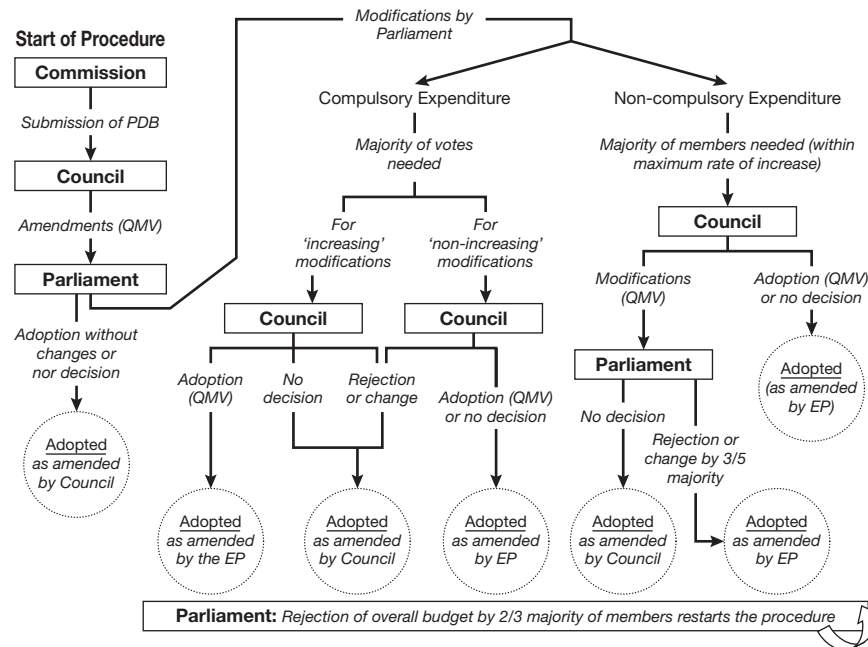 Start of Procedure
Commission
Submission of PDB
Council
Amendments (QMV)
Parliament
Adoption without
changes or
nor decision
Adopted
as amended
by Council
Modifications by
Parliament
Compulsory Expenditure
Majority of votes
needed
For
‘increasing’
modifications
For
‘non-increasing’
modifications
Council
Council
Adoption
(QMV)
No
decision
Rejection
or change
Adoption (QMV)
or no decision
Adopted
as amended
by the EP
Adopted
as amended
by Council
Adopted
as amended
by EP
Non-compulsory Expenditure
Majority of members needed (within
maximum rate of increase)
Council
Modifications
(QMV)
Adoption (QMV)
or no decision
Parliament
Adopted
(as amended
by EP)
No decision
Rejection or
change by 3/5
majority
Adopted
as amended
by Council
Adopted
as amended
by EP
Parliament: Rejection of overall budget by 2/3 majority of members restarts the procedure